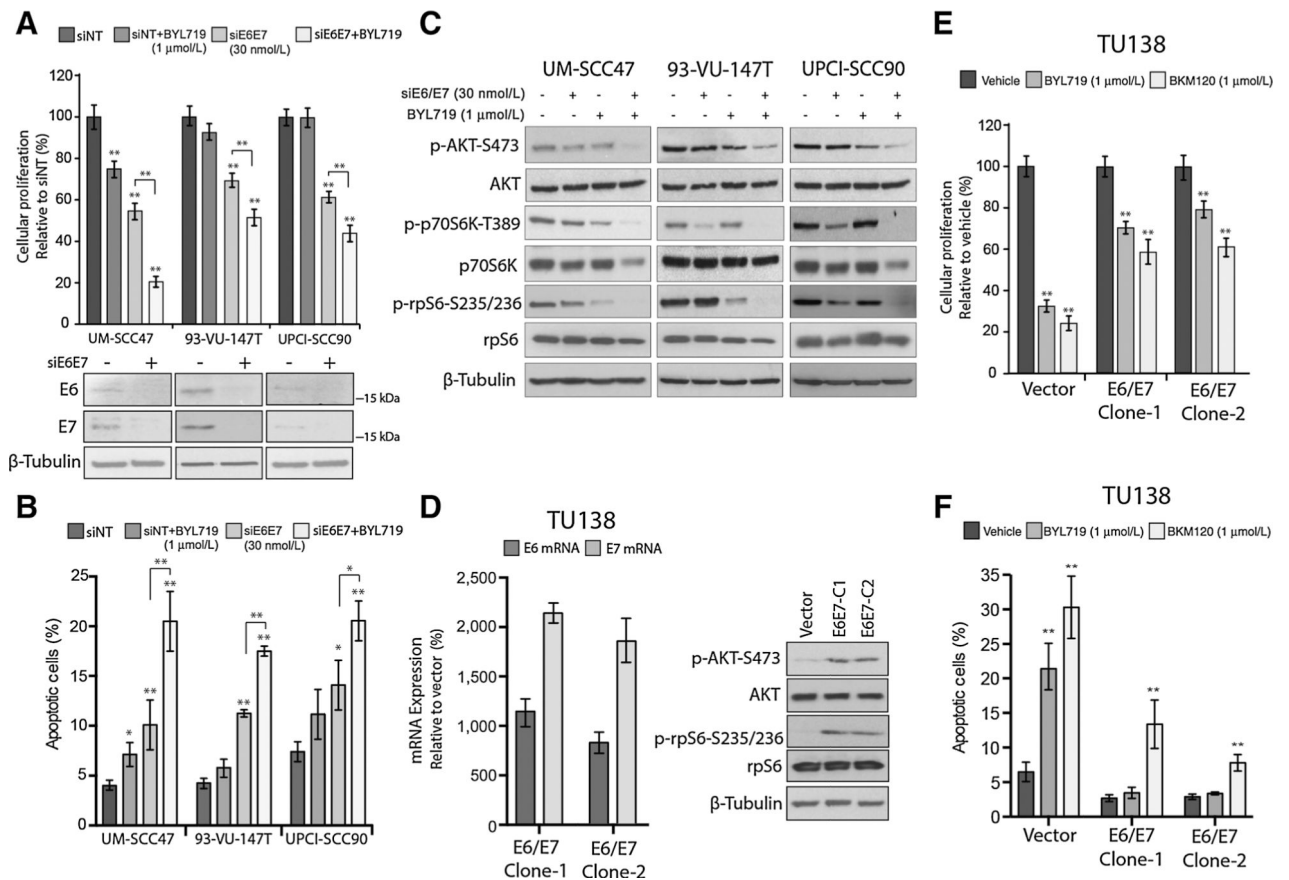 A
siNT
siNT+BYL719
(1 μmol/L)
siE6E7
(30 nmol/L)
siE6E7+BYL719
Cellular proliferation
Relative to siNT (%)
120
100
80
60
40
20
0
** ** ** **
** ** ** **
** ** **
UM-SCC47 93-VU-147T UPCI-SCC90
siE6E7 - + - + - +
E6
–15 kDa
E7
–15 kDa
β-Tubulin
B
siNT
siNT+BYL719
(1 μmol/L)
siE6E7
(30 nmol/L)
siE6E7+BYL719
Apoptotic cells (%)
25
20
15
10
5
0
* ** ** **
** ** **
* * **
UM-SCC47 93-VU-147T UPCI-SCC90
C
UM-SCC47 93-VU-147T UPCI-SCC90
siE6/E7 (30 nmol/L) - + - + - + - + - + - +
BYL719 (1 μmol/L) - - + + - - + + - - + +
p-AKT-S473
AKT
p-p70S6K-T389
p70S6K
p-rpS6-S235/236
rpS6
β-Tubulin
D
TU138
E6 mRNA E7 mRNA
mRNA Expression
Relative to vector (%)
2,500
2,000
1,500
1,000
500
0
E6/E7
Clone-1
E6/E7
Clone-2
Vector
E6E7-C1
E6E7-C2
p-AKT-S473
AKT
p-rpS6-S235/236
rpS6
β-Tubulin
E
TU138
Vehicle BYL719 (1 μmol/L) BKM120 (1 μmol/L)
Cellular proliferation
Relative to vehicle (%)
120
100
80
60
40
20
0
** **
** **
** **
Vector
E6/E7
Clone-1
E6/E7
Clone-2
F
TU138
Vehicle BYL719 (1 μmol/L) BKM120 (1 μmol/L)
Apoptotic cells (%)
35
30
25
20
15
10
5
0
** **
**
**
Vector
E6/E7
Clone-1
E6/E7
Clone-2